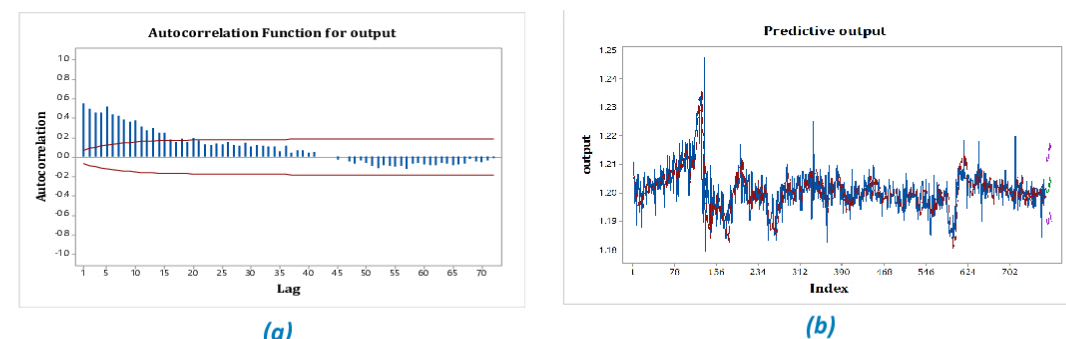 Autocorrelation Function for output
1.0
0.8
0.6
0.4
0.2
0.0
-0.2
-0.4
-0.6
-0.8
-1.0
Autocorrelation
1 5 10 15 20 25 30 35 40 45 50 55 60 65 70
Lag
(a)
Predictive output
1.25
1.24
1.23
1.22
1.21
1.20
1.19
1.18
output
1 78 156 234 312 390 468 546 624 702
Index
(b)